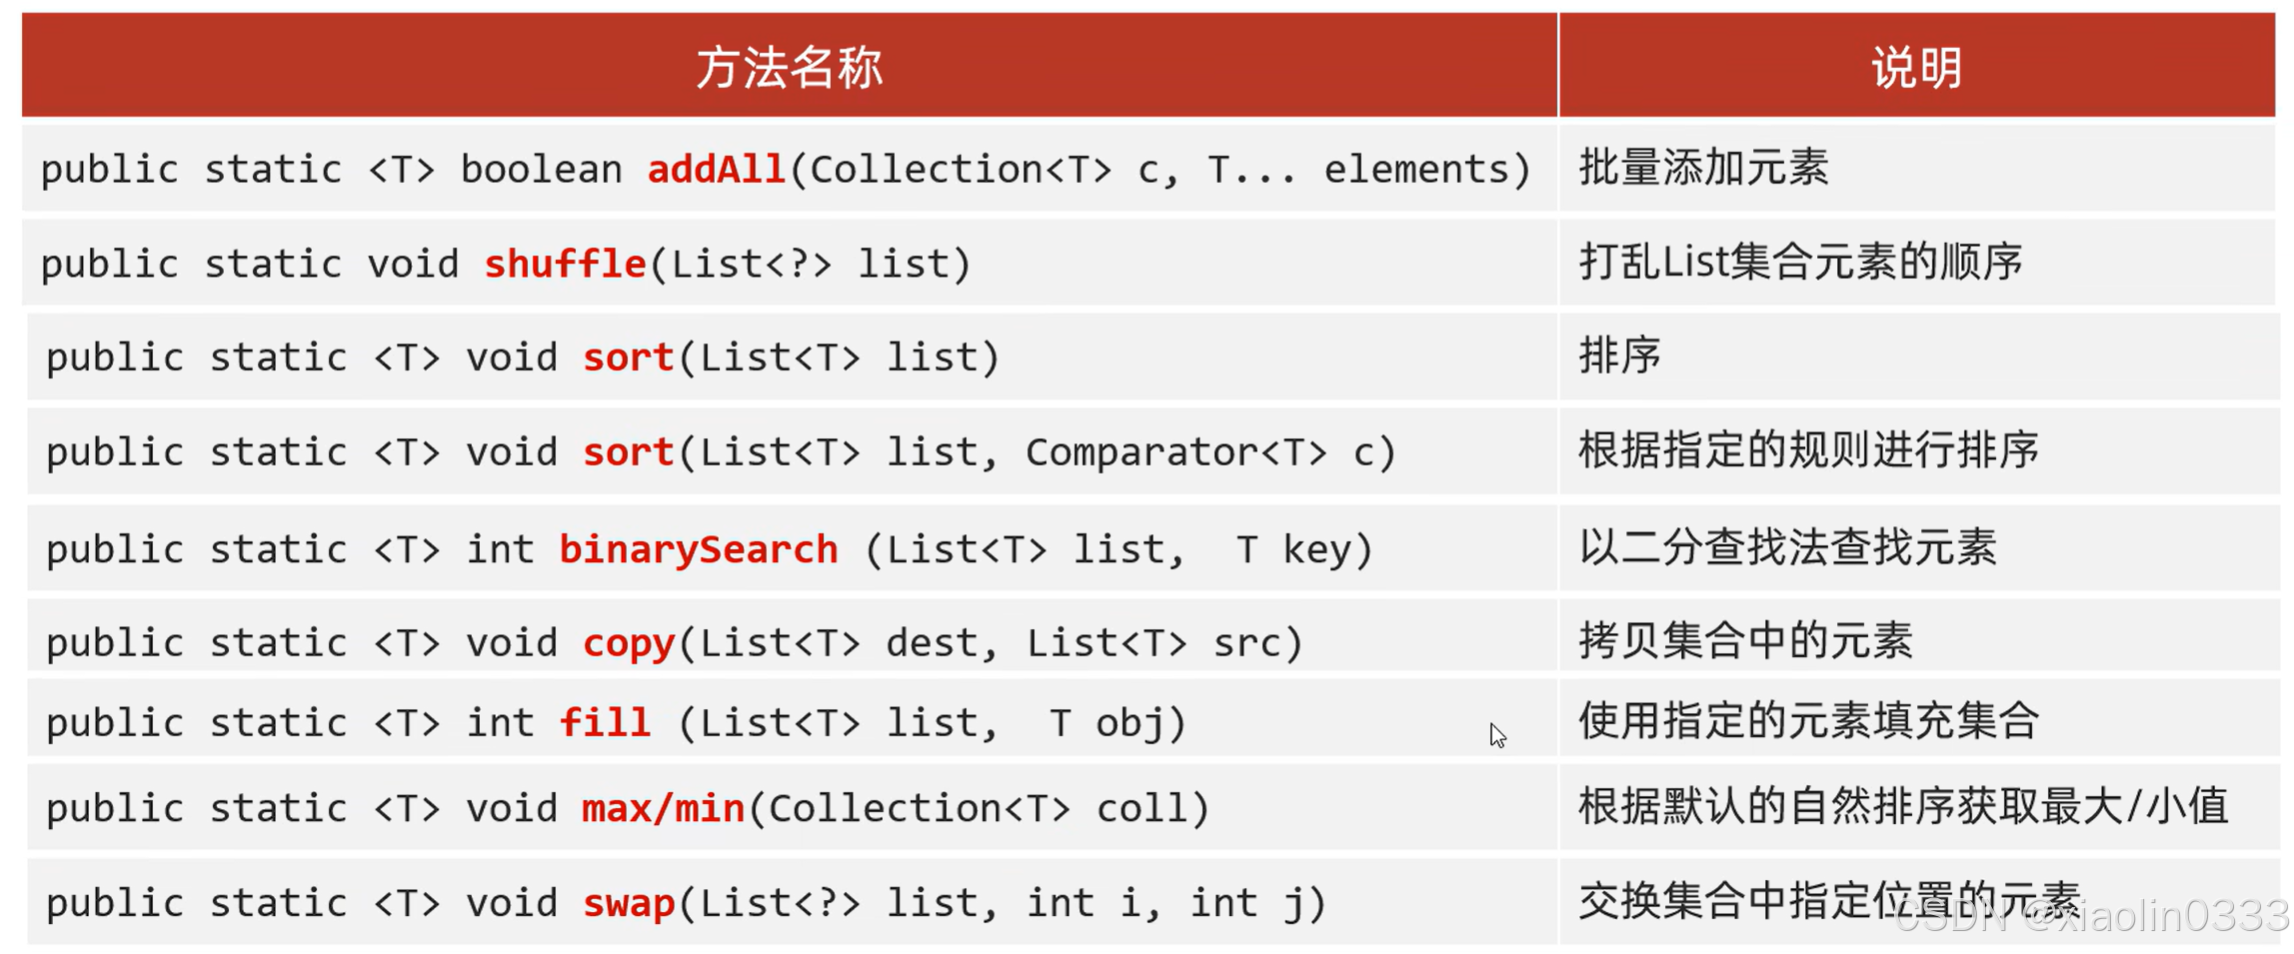 方法名称 说明
public static <T> boolean addAll(Collection<T> c, T... elements) 批量添加元素
public static void shuffle(List<?> list) 打乱List集合元素的顺序
public static <T> void sort(List<T> list) 排序
public static <T> void sort(List<T> list, Comparator<T> c) 根据指定的规则进行排序
public static <T> int binarySearch (List<T> list, T key) 以二分查找法查找元素
public static <T> void copy(List<T> dest, List<T> src) 拷贝集合中的元素
public static <T> int fill (List<T> list, T obj) 使用指定的元素填充集合
public static <T> void max/min(Collection<T> coll) 根据默认的自然排序获取最大/小值
public static <T> void swap(List<?> list, int i, int j) 交换集合中指定位置的元素
CSDN @xiaolin0333